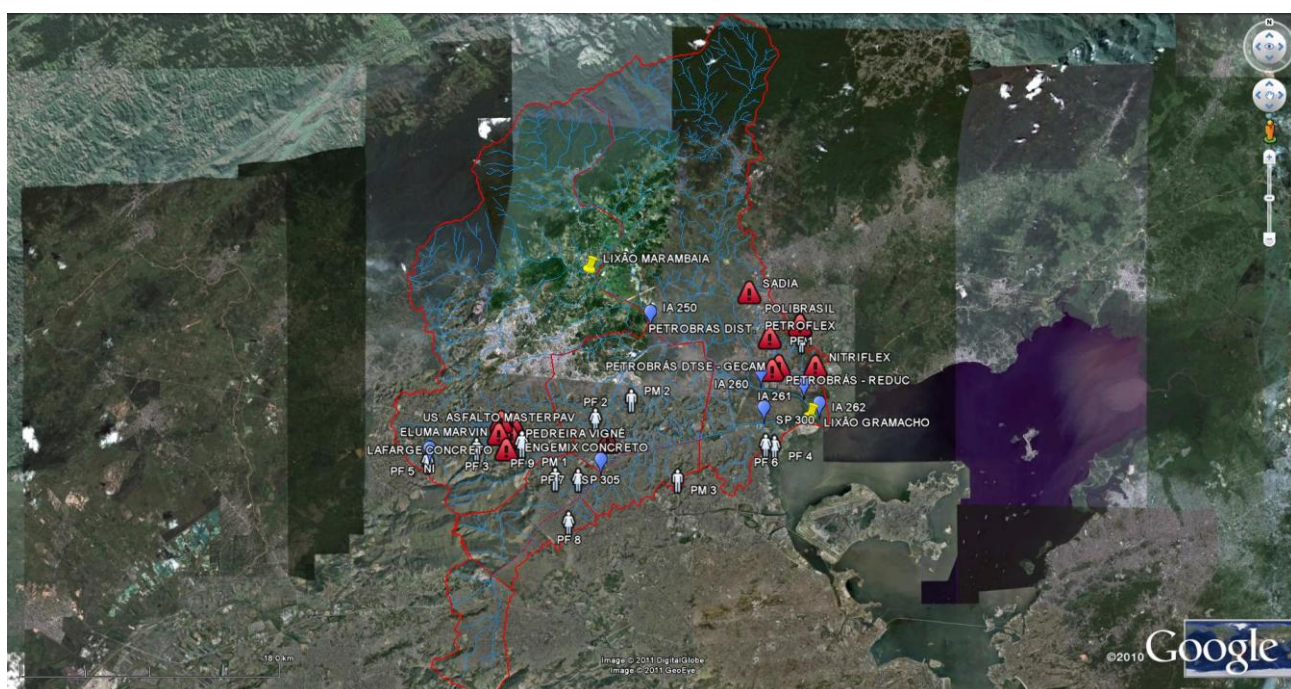 N
LIXÃO MARAMBAIA
SADIA
IA 250
POLIBRASIL
PETROBRAS DIST.
PETROFLEX
PF 1
NITRIFLEX
PETROBRÁS DTSE - GECAM
PETROBRÁS - REDUC
IA 260
IA 261
PM 2
IA 262
PF 2
SP 300
LIXÃO GRAMACHO
US. ASFALTO MASTERPAV
ELUMA MARVIN
PEDREIRA VIGNÉ
LAFARGE CONCRETO
ENGEMIX CONCRETO
PF 5
NI
PF 3
PF 9
PM 1
PF 6
PF 4
PF 7
SP 305
PM 3
PF 8
18.0 km
Image © 2011 DigitalGlobe
Image © 2011 GeoEye
©2010 Google